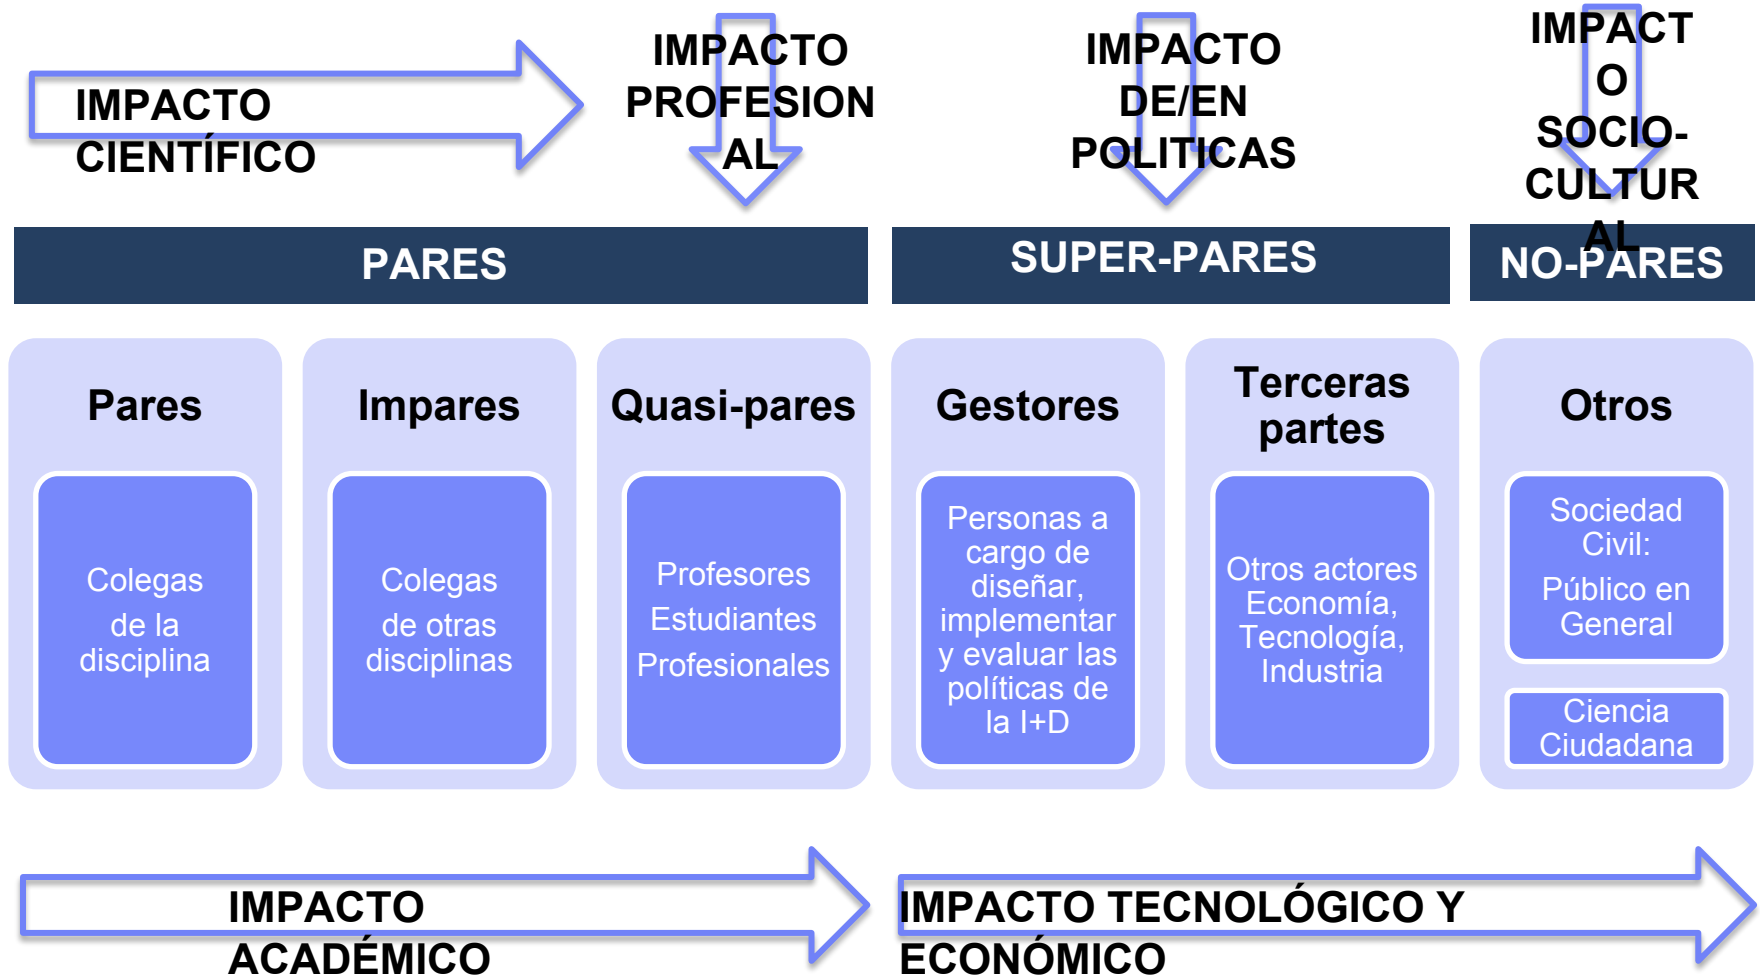 IMPACTO
CIENTÍFICO
IMPACTO
PROFESION
AL
IMPACTO
DE/EN
POLITICAS
IMPACT
O
SOCIO-
CULTUR
AL
PARES
SUPER-PARES
NO-PARES
Pares
Colegas
de la
disciplina
Impares
Colegas
de otras
disciplinas
Quasi-pares
Profesores
Estudiantes
Profesionales
Gestores
Personas a
cargo de
diseñar,
implementar
y evaluar las
políticas de
la I+D
Terceras
partes
Otros actores
Economía,
Tecnología,
Industria
Otros
Sociedad
Civil:
Público en
General
Ciencia
Ciudadana
IMPACTO
ACADÉMICO
IMPACTO TECNOLÓGICO Y
ECONÓMICO